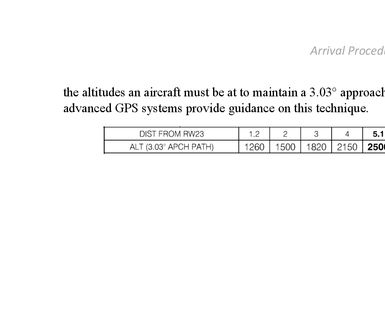 Arrival
the altitudes an aircraft must be at to maintain a 3.03° approach
advanced GPS systems provide guidance on this technique.
DIST FROM RW23 1.2 2 3 4 5.1
ALT (3.03° APCH PATH) 1260 1500 1820 2150 2500